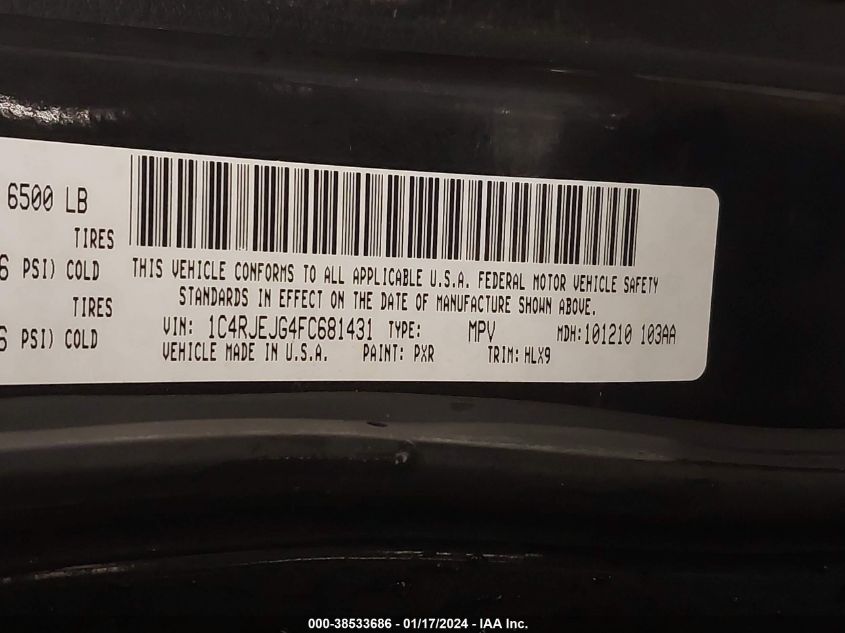 6500 LB
TIRES
6 PSI) COLD
TIRES
6 PSI) COLD
THIS VEHICLE CONFORMS TO ALL APPLICABLE U.S.A. FEDERAL MOTOR VEHICLE SAFETY
STANDARDS IN EFFECT ON THE DATE OF MANUFACTURE SHOWN ABOVE.
VIN: 1C4RJEJG4FC681431 TYPE: MPV MDH:101210 103AA
VEHICLE MADE IN U.S.A. PAINT: PXR TRIM: HLX9
000-38533686 - 01/17/2024 - IAA Inc.